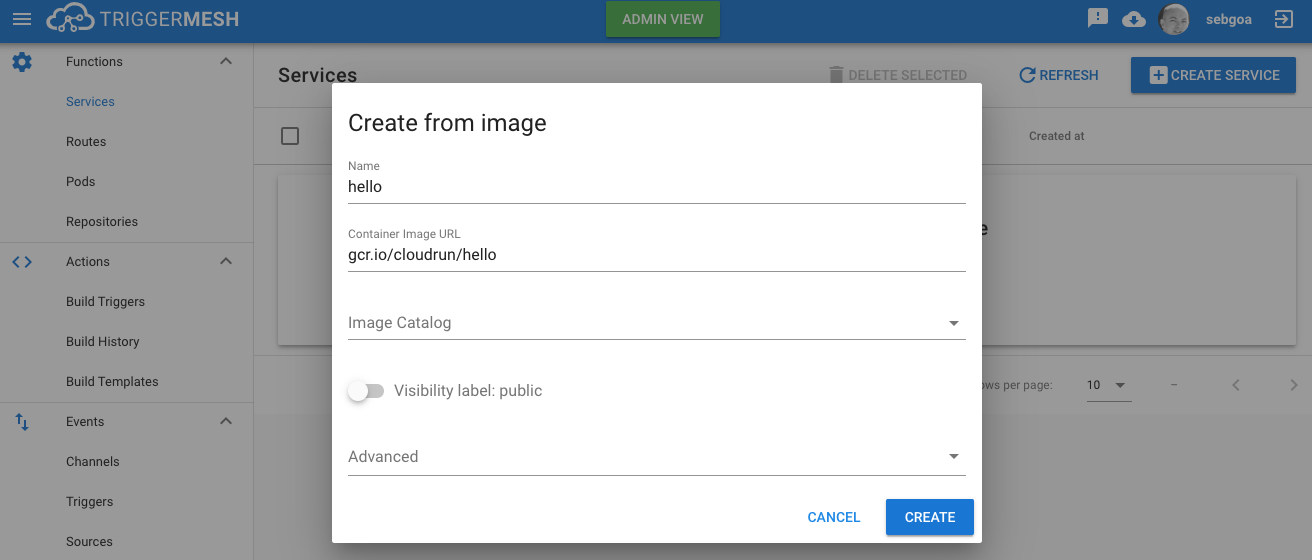 TRIGGERMESH
ADMIN VIEW
sebgoa
Functions
Services
Routes
Pods
Repositories
Actions
Build Triggers
Build History
Build Templates
Events
Channels
Triggers
Sources
Services
DELETE SELECTED
REFRESH
CREATE SERVICE
Created at
Create from image
Name
hello
Container Image URL
gcr.io/cloudrun/hello
Image Catalog
Visibility label: public
Advanced
CANCEL
CREATE
per page:
10
–